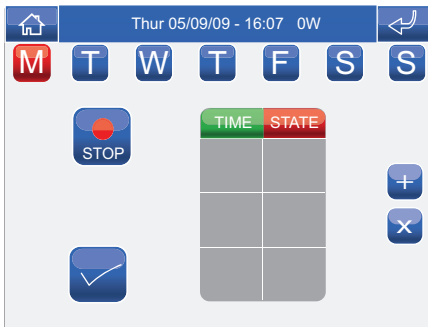 Thur 05/09/09 - 16:07 0W
M T W T F S S
TIME STATE
STOP
+
x